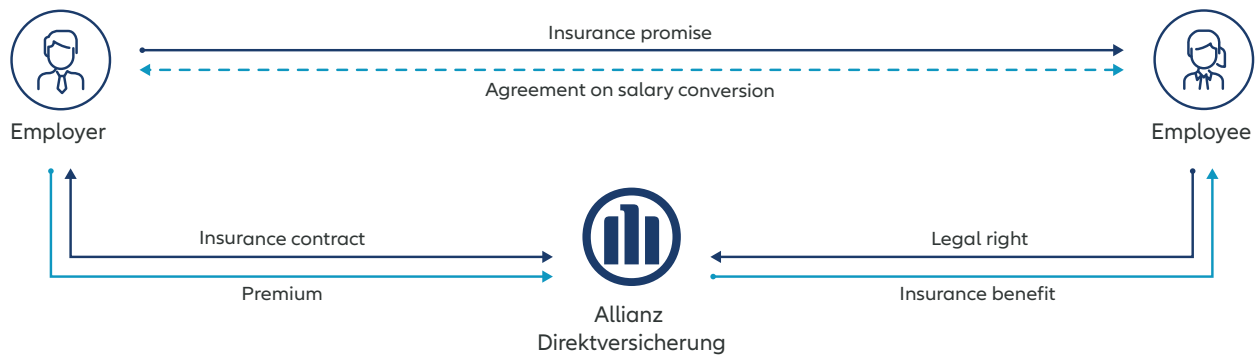 Insurance promise
Agreement on salary conversion
Employer
Employee
Insurance contract
Legal right
Premium
Insurance benefit
Allianz
Direktversicherung